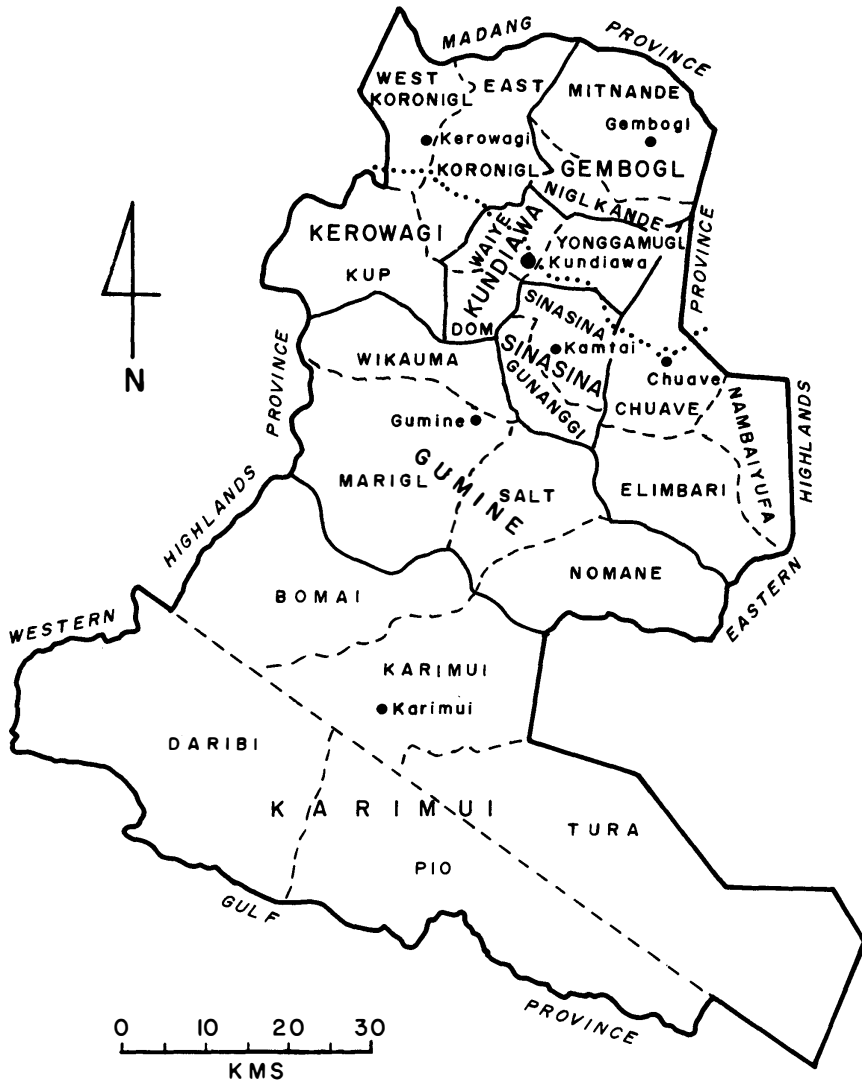 MADANG PROVINCE
WEST
KORONIGL
EAST
MITNANDE
Gembogl
Kerowagi
KORONIGL
GEMBOGL
NIGLKANDE
KEROWAGI
WAIYE
KUNDIAWA
YONGGAMUGL
Kundiawa
KUP
PROVINCE
SINASINA
DOM
SINASINA
Kamtai
WIKAUMA
GUNANGGI
Chuave
CHUAVE
NAMBAIYUFA
HIGHLANDS
PROVINCE
Gumine
GUMINE
MARIGL
SALT
ELIMBARI
HIGHLANDS
NOMANE
EASTERN
BOMAI
WESTERN
KARIMUI
Karimui
DARIBI
KARIMUI
TURA
PIO
GULF
PROVINCE
N
0 10 20 30
KMS